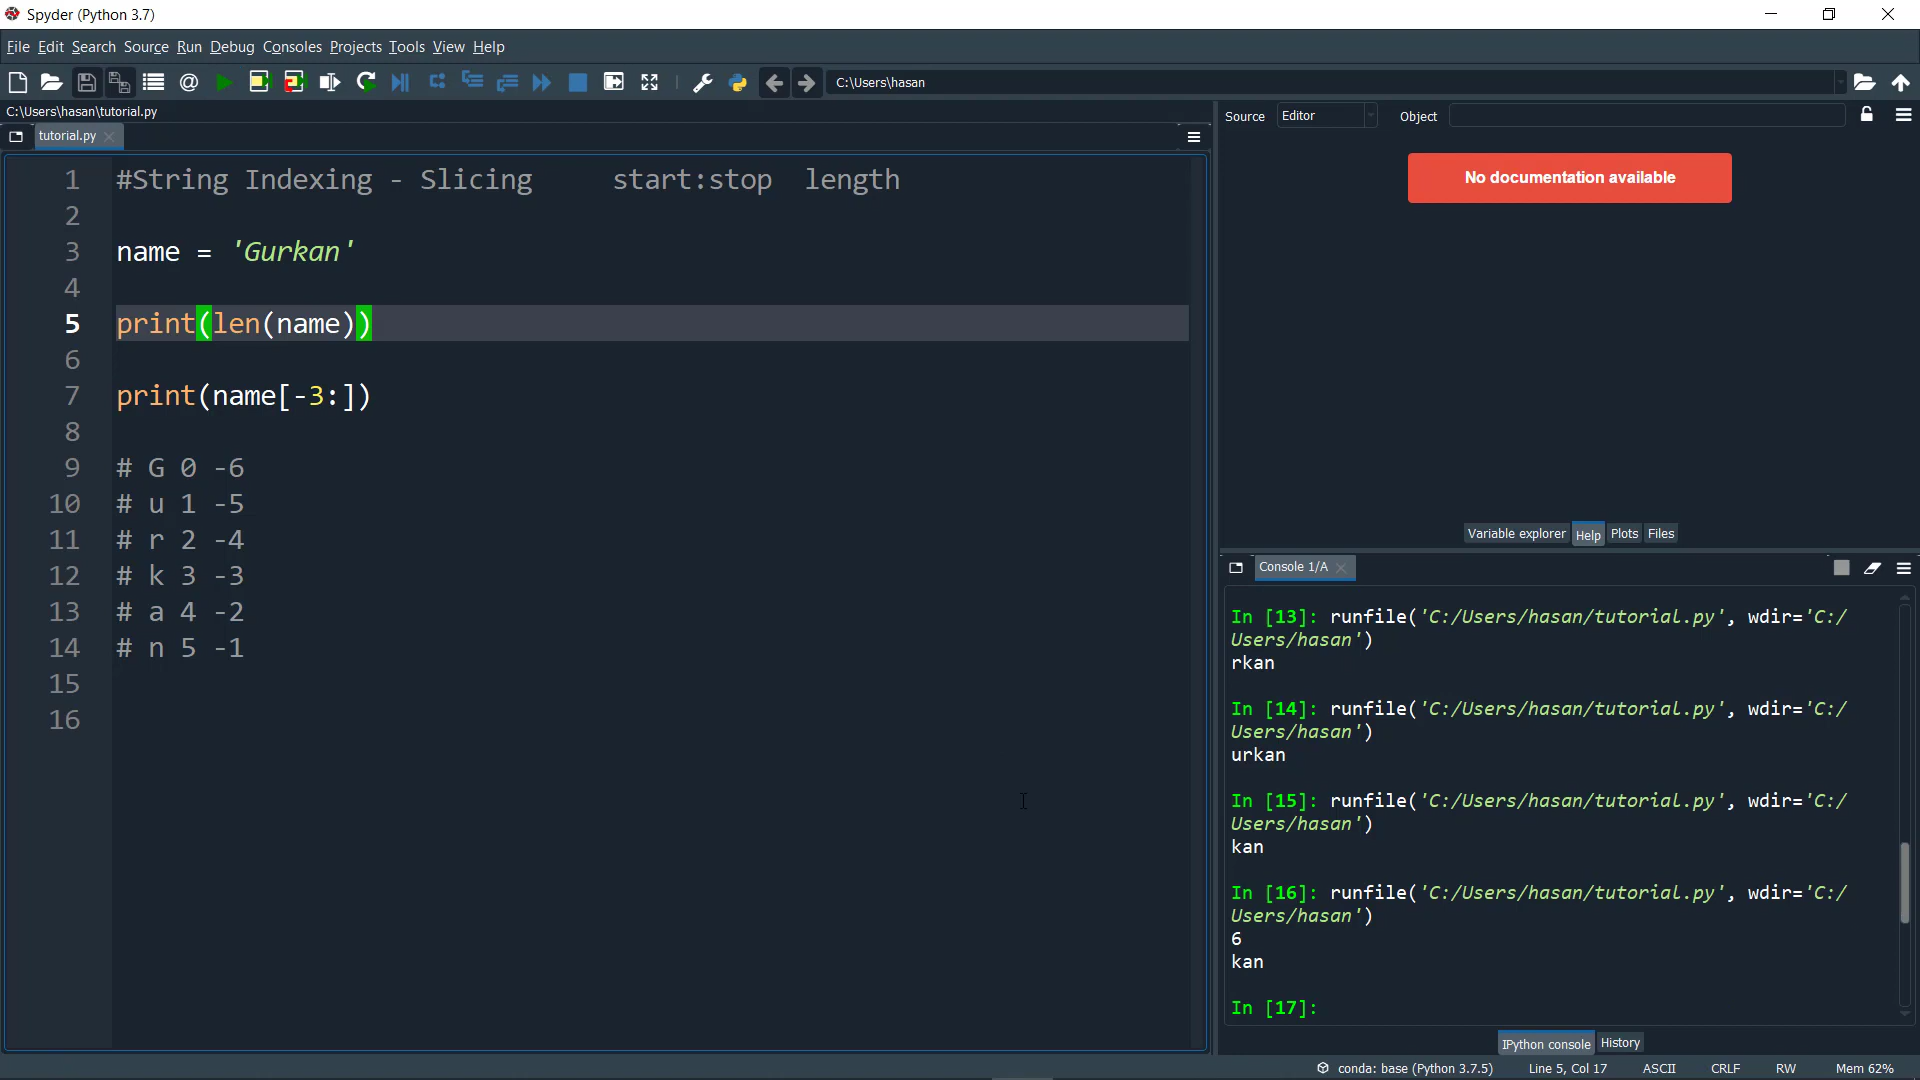 Spyder (Python 3.7)
File Edit Search Source Run Debug Consoles Projects Tools View Help
C:\Users\hasan
C:\Users\hasan\tutorial.py
tutorial.py
1 #String Indexing - Slicing     start:stop  length
2
3 name = 'Gurkan'
4
5 print(len(name))
6
7 print(name[-3:])
8
9 # G 0 -6
10 # u 1 -5
11 # r 2 -4
12 # k 3 -3
13 # a 4 -2
14 # n 5 -1
15
16
Source Editor Object
No documentation available
Variable explorer Help Plots Files
Console 1/A
In [13]: runfile('C:/Users/hasan/tutorial.py', wdir='C:/
Users/hasan')
rkan
In [14]: runfile('C:/Users/hasan/tutorial.py', wdir='C:/
Users/hasan')
urkan
In [15]: runfile('C:/Users/hasan/tutorial.py', wdir='C:/
Users/hasan')
kan
In [16]: runfile('C:/Users/hasan/tutorial.py', wdir='C:/
Users/hasan')
6
kan
In [17]:
IPython console History
conda: base (Python 3.7.5) Line 5, Col 17 ASCII CRLF RW Mem 62%